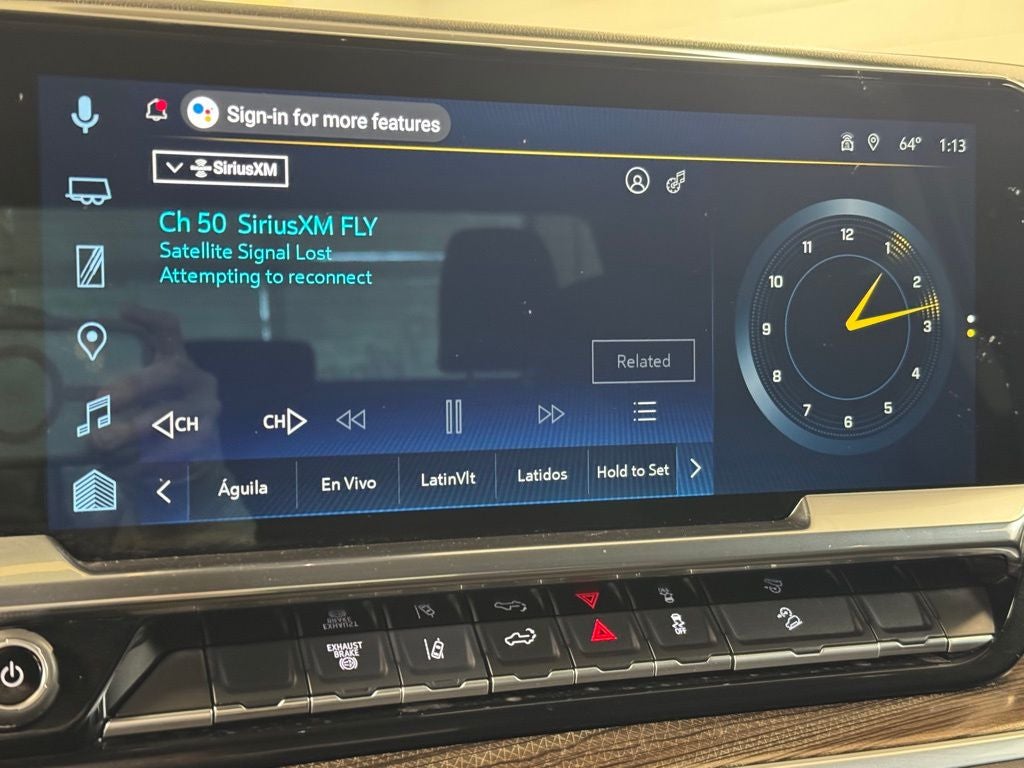 Sign-in for more features
64° 1:13
SiriusXM
Ch 50 SiriusXM FLY
Satellite Signal Lost
Attempting to reconnect
Related
CH
CH
Águila
En Vivo
LatinVlt
Latidos
Hold to Set
12
1
2
3
4
5
6
7
8
9
10
11
EXHAUST
BRAKE
OFF